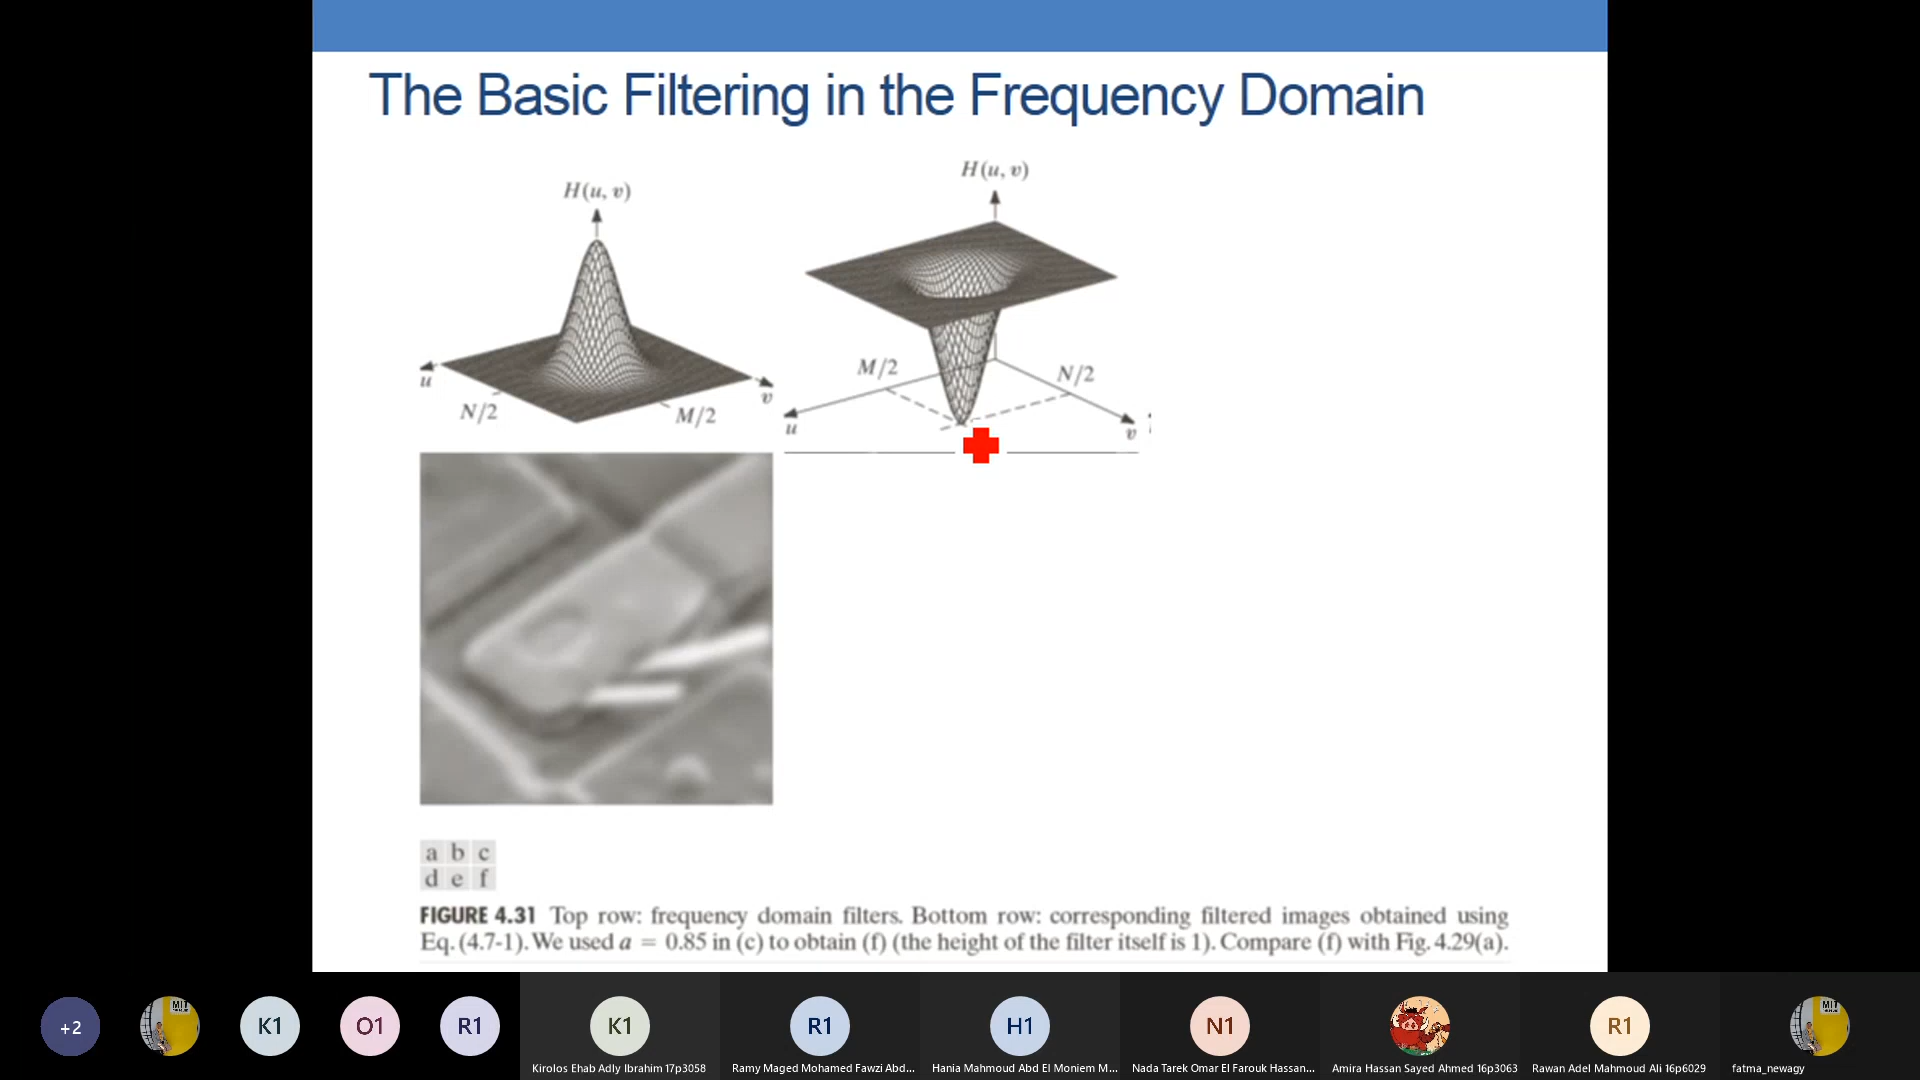 The Basic Filtering in the Frequency Domain
H(u, v)
H(u, v)
u
N/2
M/2
v
M/2
N/2
u
v
a b c
d e f
FIGURE 4.31 Top row: frequency domain filters. Bottom row: corresponding filtered images obtained using
Eq. (4.7-1). We used a = 0.85 in (c) to obtain (f) (the height of the filter itself is 1). Compare (f) with Fig. 4.29(a).
+2
MIT
K1
O1
R1
K1
R1
H1
N1
R1
MIT
Kirolos Ehab Adly Ibrahim 17p3058
Ramy Maged Mohamed Fawzi Abd...
Hania Mahmoud Abd El Moniem M...
Nada Tarek Omar El Farouk Hassan...
Amira Hassan Sayed Ahmed 16p3063
Rawan Adel Mahmoud Ali 16p6029
fatma_newagy